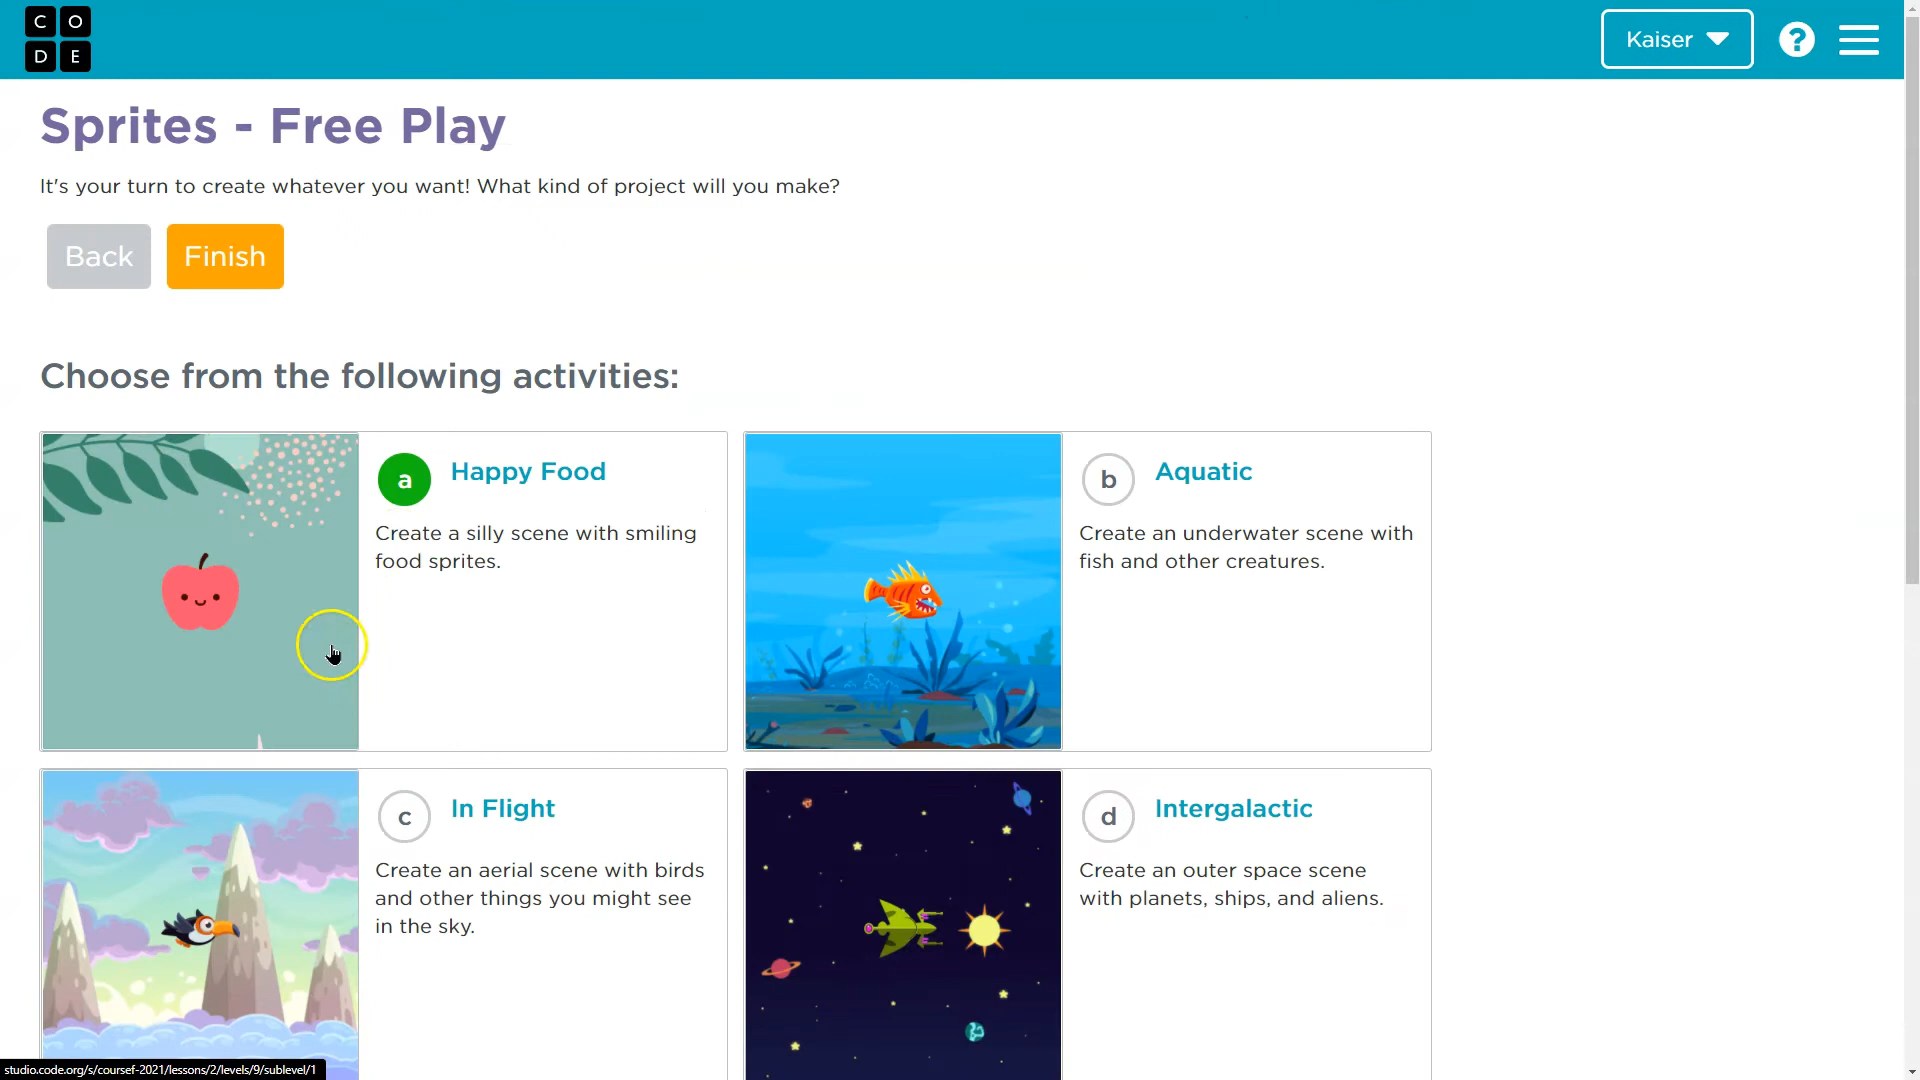 C O
D E
Kaiser
?
Sprites - Free Play
It's your turn to create whatever you want! What kind of project will you make?
Back
Finish
Choose from the following activities:
a
Happy Food
Create a silly scene with smiling
food sprites.
b
Aquatic
Create an underwater scene with
fish and other creatures.
c
In Flight
Create an aerial scene with birds
and other things you might see
in the sky.
d
Intergalactic
Create an outer space scene
with planets, ships, and aliens.
studio.code.org/s/coursef-2021/lessons/2/levels/9/sublevel/1